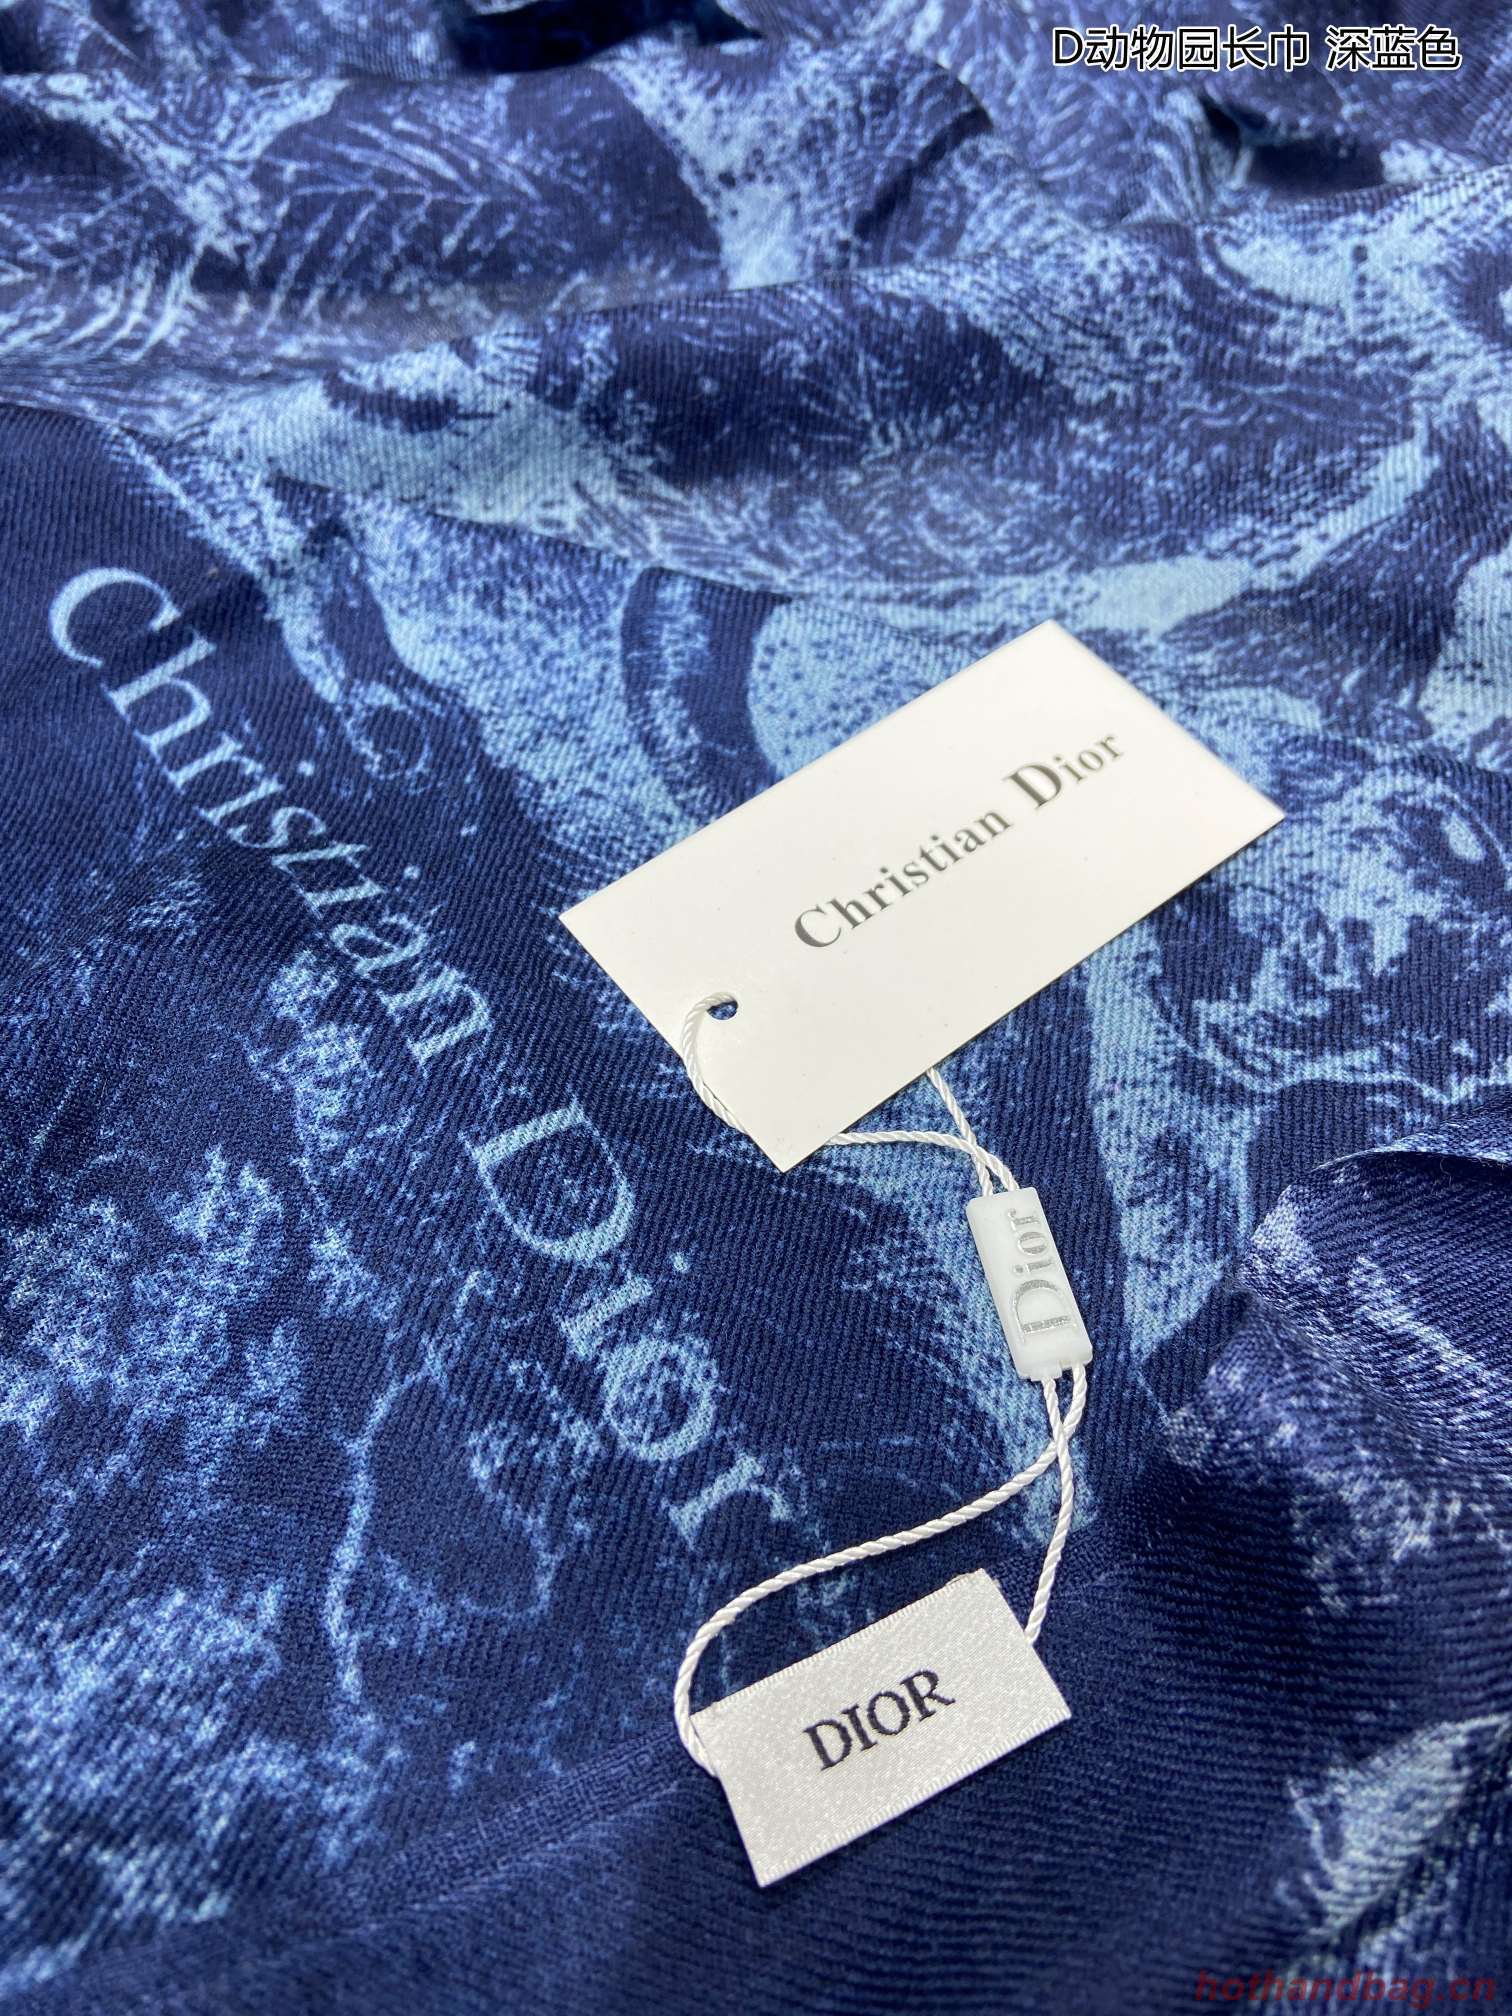 D动物园长巾 深蓝色
Christian Dior
Christian Dior
Dior
DIOR
hothandbag.cn